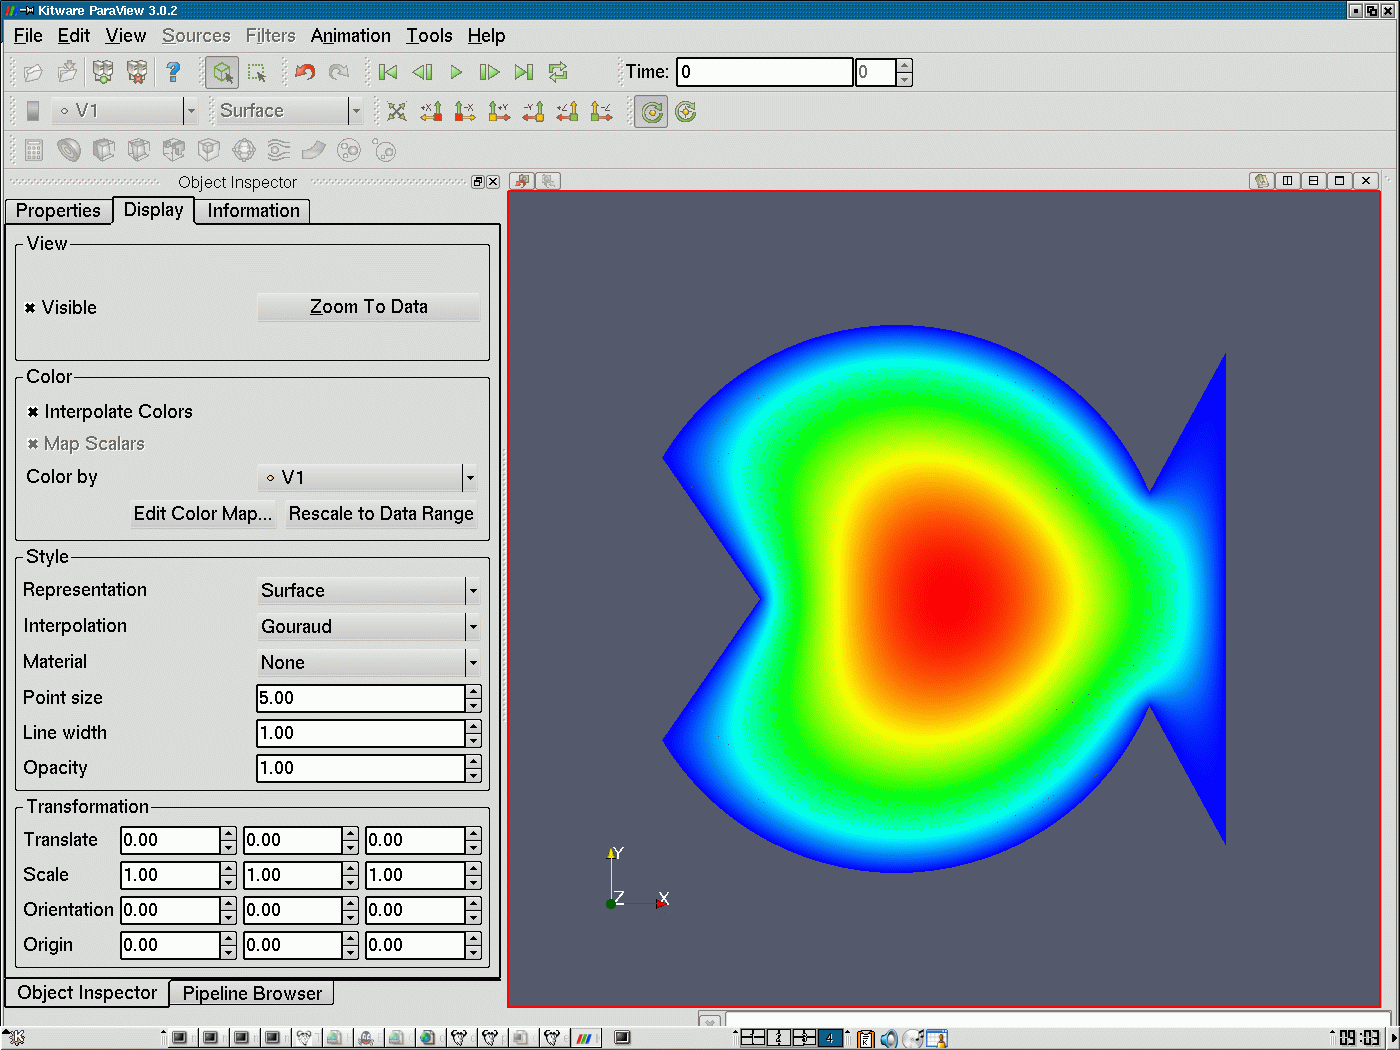 Kitware ParaView 3.0.2
File Edit View Sources Filters Animation Tools Help
Time: 0 0
V1 Surface +X -X +Y -Y +Z -Z
Object Inspector
Properties Display Information
View
Visible Zoom To Data
Color
Interpolate Colors
Map Scalars
Color by V1
Edit Color Map... Rescale to Data Range
Style
Representation Surface
Interpolation Gouraud
Material None
Point size 5.00
Line width 1.00
Opacity 1.00
Transformation
Translate 0.00 0.00 0.00
Scale 1.00 1.00 1.00
Orientation 0.00 0.00 0.00
Origin 0.00 0.00 0.00
Y
Z X
Object Inspector Pipeline Browser
4 09:03